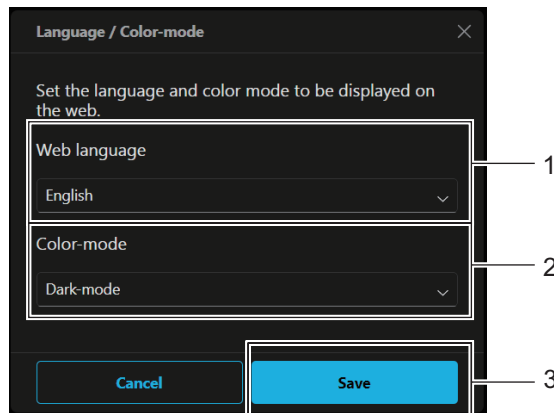 Language / Color-mode
Set the language and color mode to be displayed on
the web.
Web language
1
English
Color-mode
2
Dark-mode
Cancel
Save
3